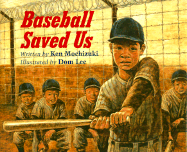 Baseball
Saved Us
Written by Ken Mochizuki
Illustrated by Dom Lee